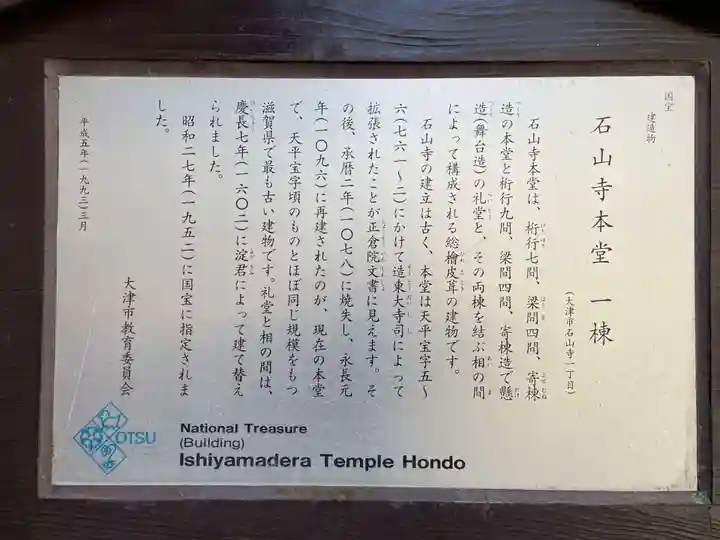 国宝
建造物
石山寺本堂 一棟
(大津市石山寺一丁目)
石山寺本堂は、桁行七間、梁間四間、寄棟
造の本堂と桁行九間、梁間四間、寄棟造で懸
造(舞台造)の礼堂と、その両棟を結ぶ相の間
によって構成される総檜皮葺の建物です。
石山寺の建立は古く、本堂は天平宝字五〜
六(七六一〜二)にかけて造東大寺司によって
拡張されたことが正倉院文書に見えます。そ
の後、承暦二年(一〇七八)に焼失し、永長元
年(一〇九六)に再建されたのが、現在の本堂
で、天平宝字頃のものとほぼ同じ規模をもつ
滋賀県で最も古い建物です。礼堂と相の間は、
慶長七年(一六〇二)に淀君によって建て替え
られました。
昭和二七年(一九五二)に国宝に指定されま
した。
平成五年(一九九三)三月
大津市教育委員会
OTSU
National Treasure
(Building)
Ishiyamadera Temple Hondo